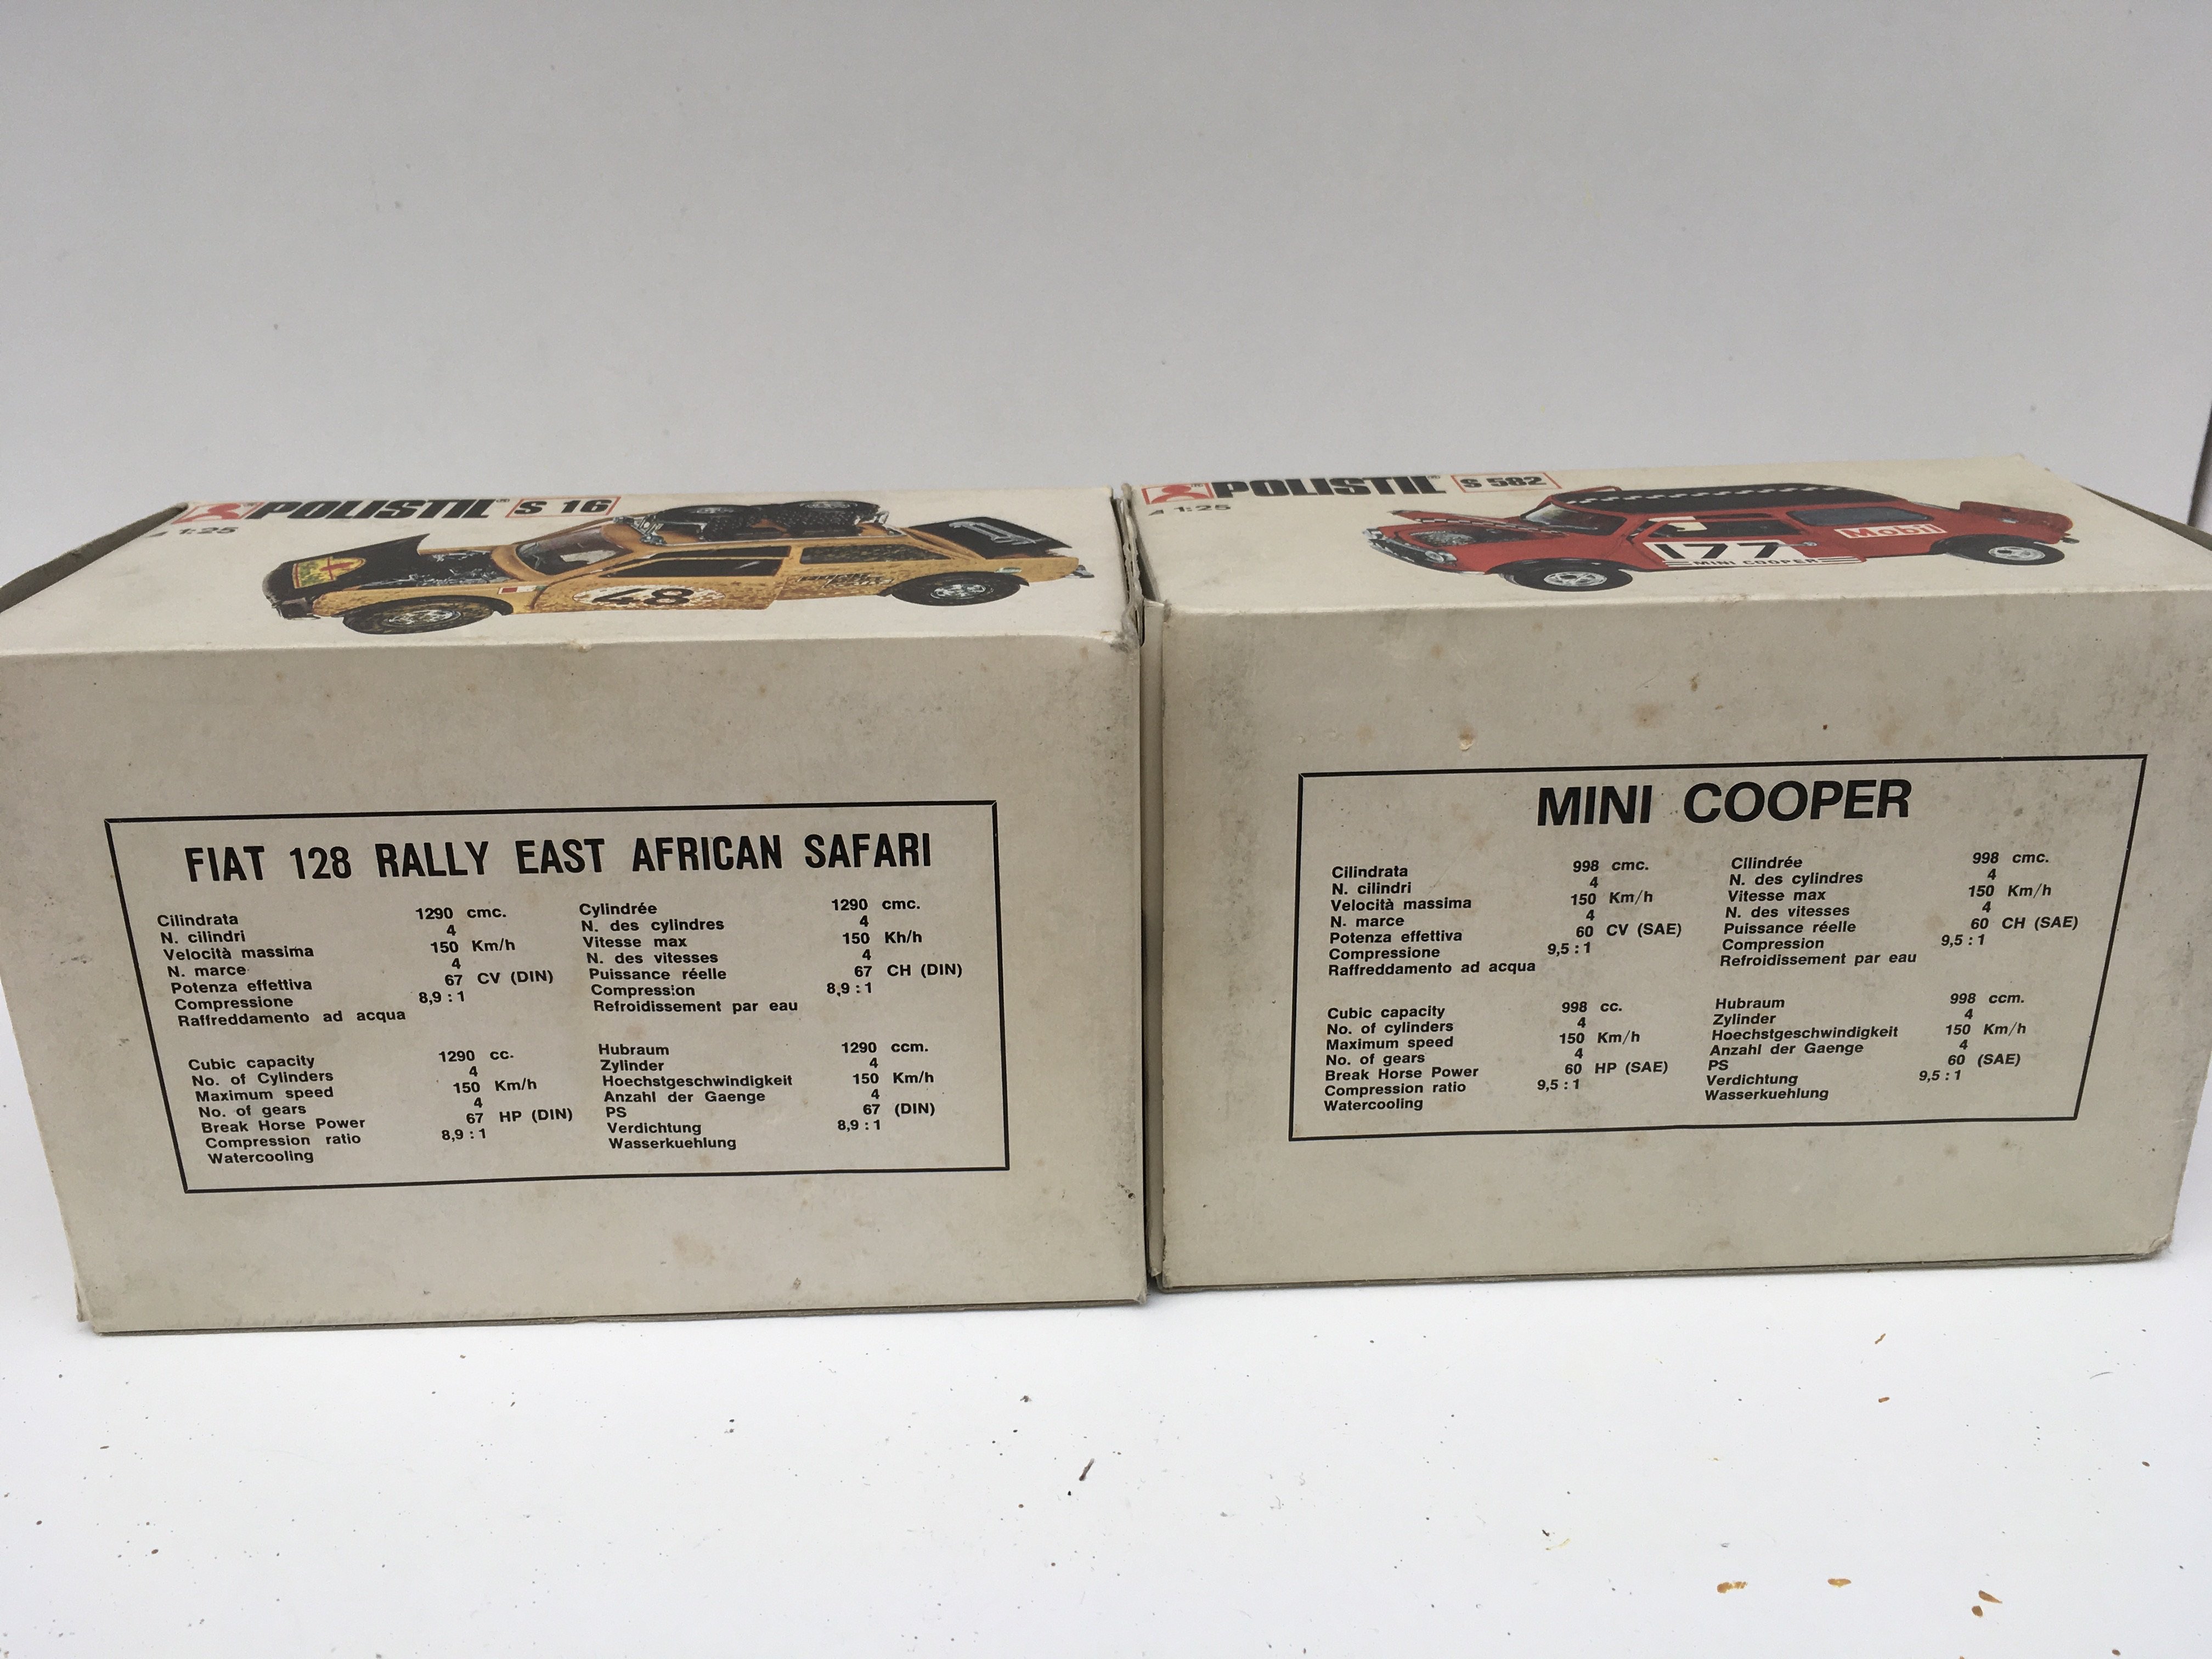 POLISTIL® S 16
1:25
48
FIAT 128 RALLY EAST AFRICAN SAFARI
Cilindrata 1290 cmc.
N. cilindri 4
Velocità massima 150 Km/h
N. marce 4
Potenza effettiva 67 CV (DIN)
Compressione 8,9 : 1
Raffreddamento ad acqua
Cylindrée 1290 cmc.
N. des cylindres 4
Vitesse max 150 Kh/h
N. des vitesses 4
Puissance réelle 67 CH (DIN)
Compression 8,9 : 1
Refroidissement par eau
Cubic capacity 1290 cc.
No. of Cylinders 4
Maximum speed 150 Km/h
No. of gears 4
Break Horse Power 67 HP (DIN)
Compression ratio 8,9 : 1
Watercooling
Hubraum 1290 ccm.
Zylinder 4
Hoechstgeschwindigkeit 150 Km/h
Anzahl der Gaenge 4
PS 67 (DIN)
Verdichtung 8,9 : 1
Wasserkuehlung
POLISTIL® S 582
1:25
Mobil
177
MINI COOPER
MINI COOPER
Cilindrata 998 cmc.
N. cilindri 4
Velocità massima 150 Km/h
N. marce 4
Potenza effettiva 60 CV (SAE)
Compressione 9,5 : 1
Raffreddamento ad acqua
Cilindrée 998 cmc.
N. des cylindres 4
Vitesse max 150 Km/h
N. des vitesses 4
Puissance réelle 60 CH (SAE)
Compression 9,5 : 1
Refroidissement par eau
Cubic capacity 998 cc.
No. of cylinders 4
Maximum speed 150 Km/h
No. of gears 4
Break Horse Power 60 HP (SAE)
Compression ratio 9,5 : 1
Watercooling
Hubraum 998 ccm.
Zylinder 4
Hoechstgeschwindigkeit 150 Km/h
Anzahl der Gaenge 4
PS 60 (SAE)
Verdichtung 9,5 : 1
Wasserkuehlung